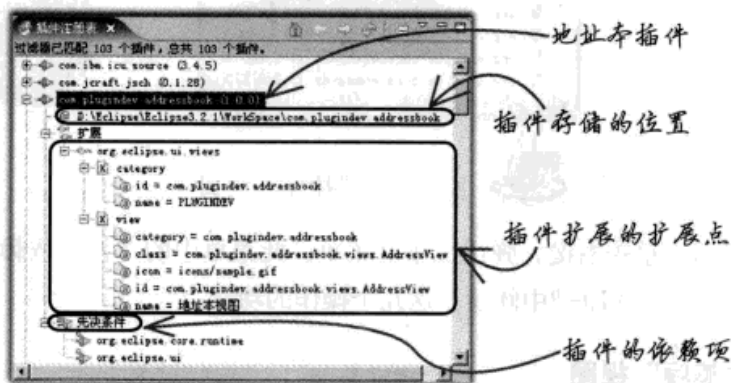 插件注册表
过滤器已匹配 103 个插件，总共 103 个插件。
com.ibm.icu.source (3.4.5)
com.jcraft.jsch (0.1.28)
com.plugindev.addressbook (1.0.0)
D:\Eclipse\Eclipse3.2.1\WorkSpace\com.plugindev.addressbook
扩展
org.eclipse.ui.views
category
id = com.plugindev.addressbook
name = PLUGINDEV
view
category = com.plugindev.addressbook
class = com.plugindev.addressbook.views.AddressView
icon = icons/sample.gif
id = com.plugindev.addressbook.views.AddressView
name = 地址本视图
先决条件
org.eclipse.core.runtime
org.eclipse.ui
地址本插件
插件存储的位置
插件扩展的扩展点
插件的依赖项